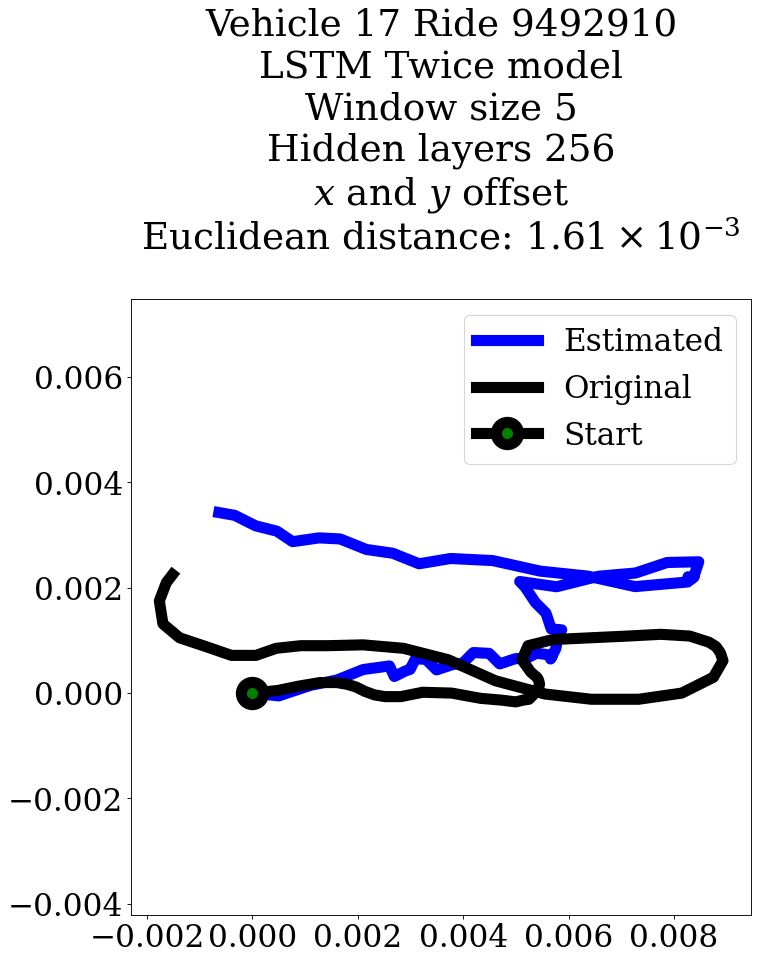 Vehicle 17 Ride 9492910
LSTM Twice model
Window size 5
Hidden layers 256
x and y offset
Euclidean distance: 1.61 × 10⁻³
Estimated
Original
Start
0.006
0.004
0.002
0.000
−0.002
−0.004
−0.002 0.000 0.002 0.004 0.006 0.008